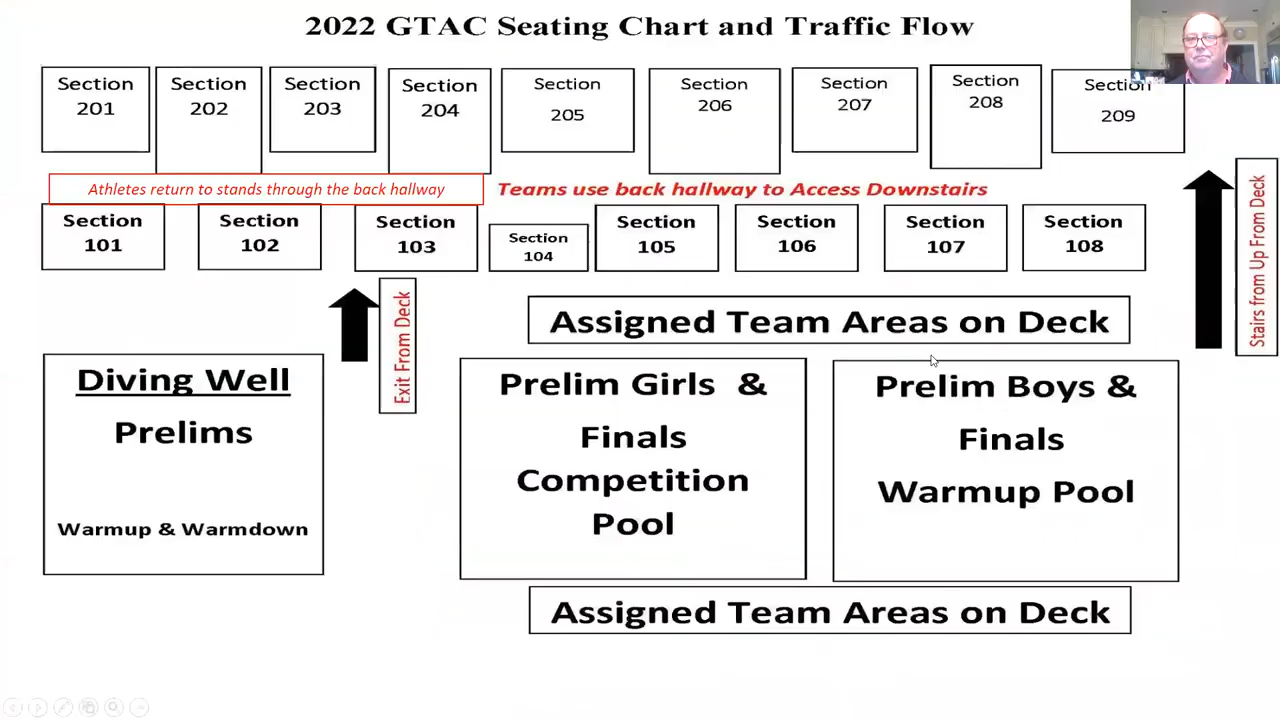 2022 GTAC Seating Chart and Traffic Flow
Section 201
Section 202
Section 203
Section 204
Section 205
Section 206
Section 207
Section 208
Section 209
Athletes return to stands through the back hallway
Teams use back hallway to Access Downstairs
Section 101
Section 102
Section 103
Section 104
Section 105
Section 106
Section 107
Section 108
Stairs from Up From Deck
Exit From Deck
Assigned Team Areas on Deck
Diving Well
Prelims
Warmup & Warmdown
Prelim Girls &
Finals
Competition
Pool
Prelim Boys &
Finals
Warmup Pool
Assigned Team Areas on Deck